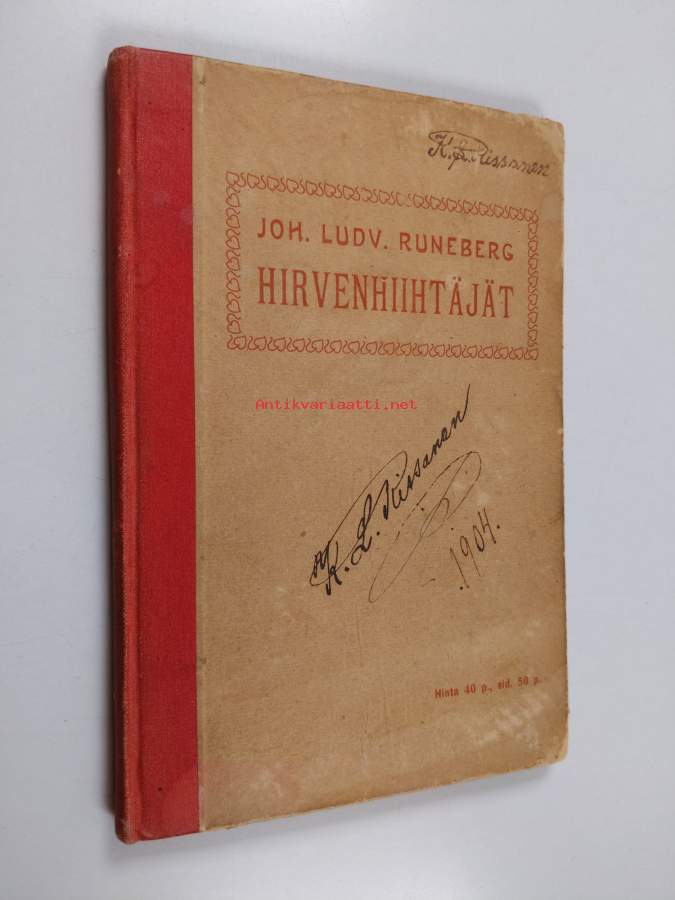 K. L. Rissanen
JOH. LUDV. RUNEBERG
HIRVENHIIHTÄJÄT
Antikvariaatti.net
K. L. Rissanen
1904.
Hinta 40 p., sid. 50 p.